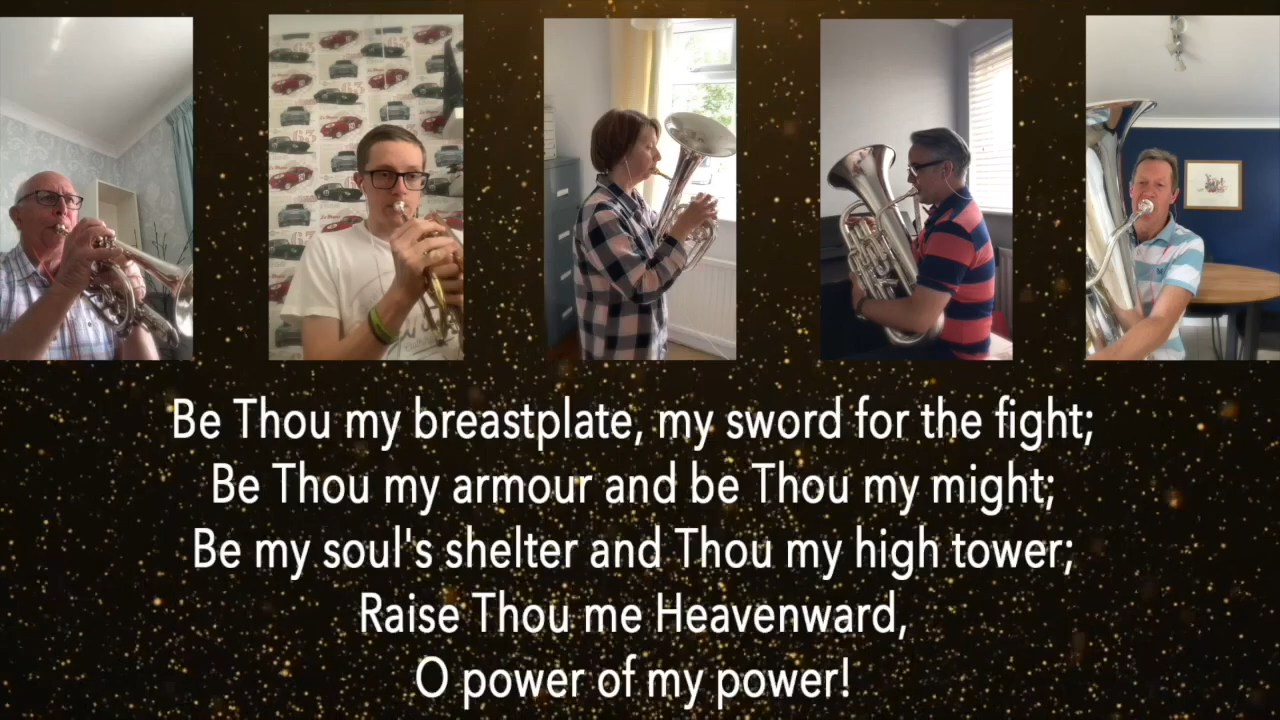 Be Thou my breastplate, my sword for the fight;
Be Thou my armour and be Thou my might;
Be my soul's shelter and Thou my high tower;
Raise Thou me Heavenward,
O power of my power!